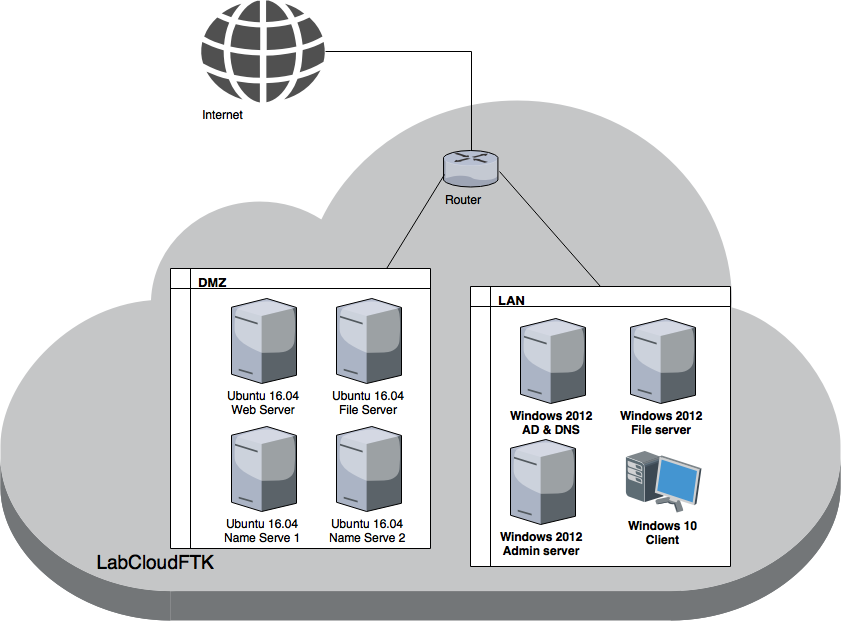 Internet
Router
DMZ
Ubuntu 16.04
Web Server
Ubuntu 16.04
File Server
Ubuntu 16.04
Name Serve 1
Ubuntu 16.04
Name Serve 2
LAN
Windows 2012
AD & DNS
Windows 2012
File server
Windows 2012
Admin server
Windows 10
Client
LabCloudFTK